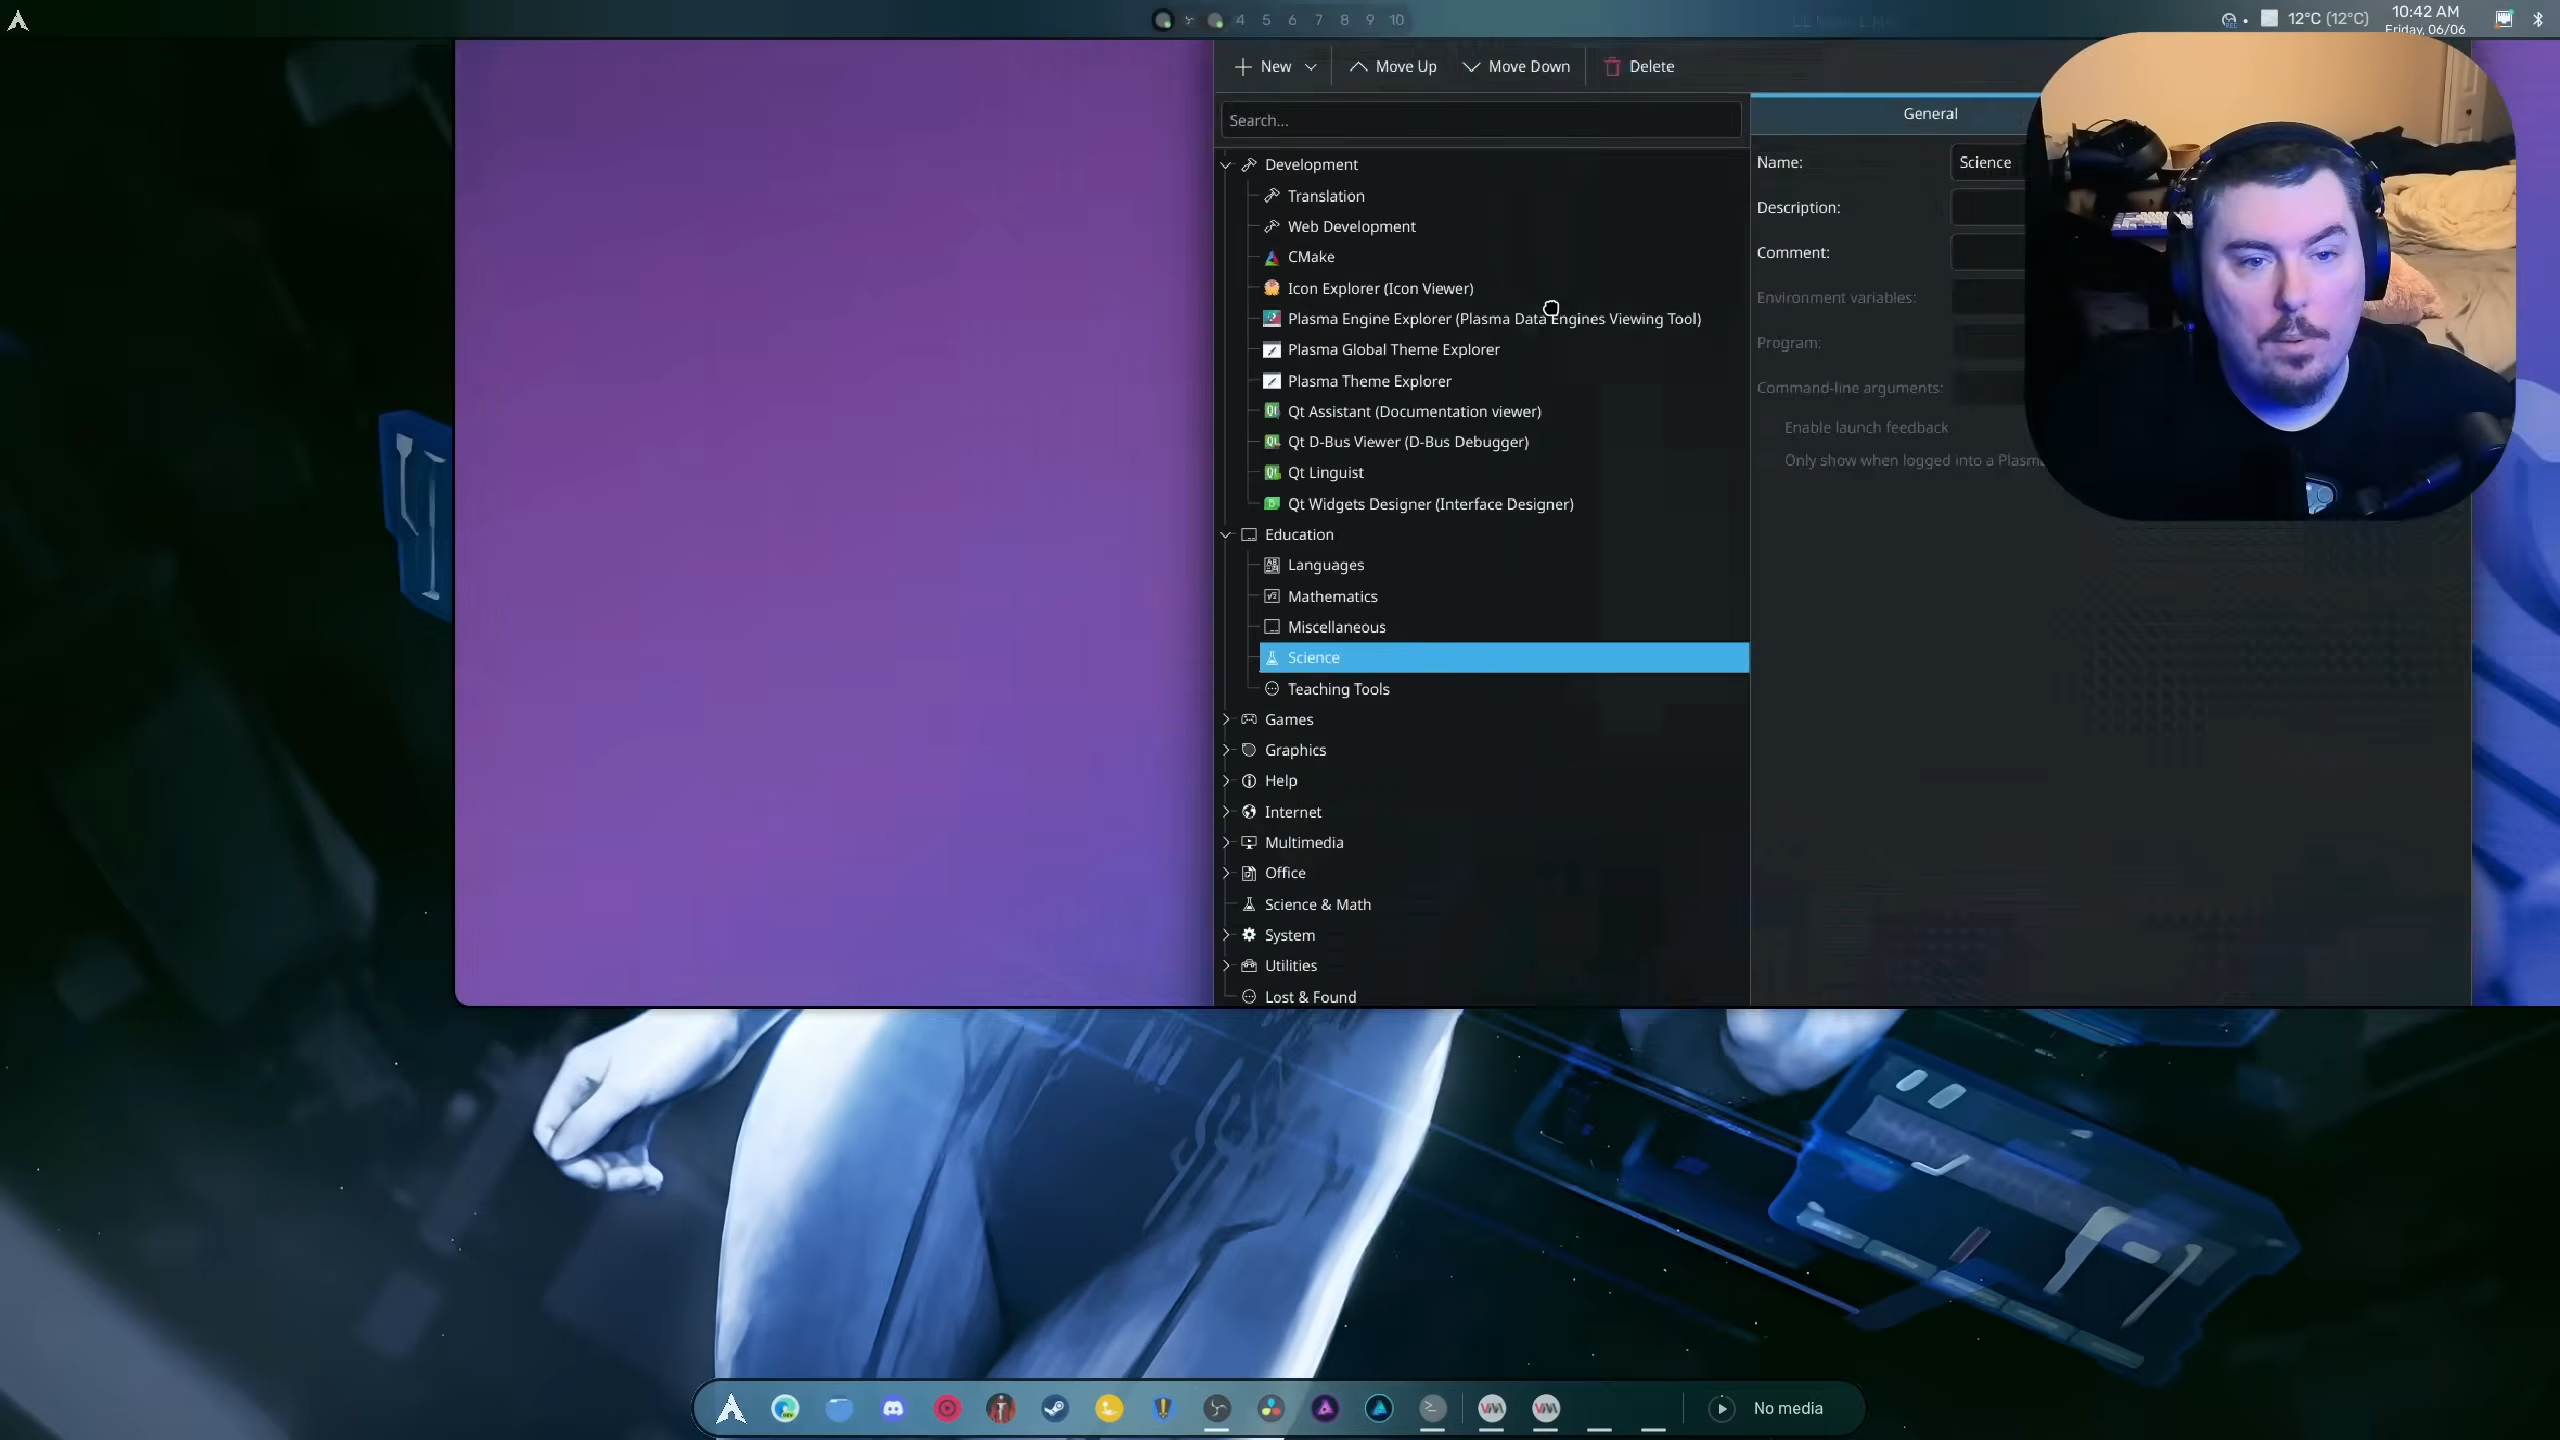 4 5 6 7 8 9 10
12°C (12°C)
10:42 AM
Friday, 06/06
New
Move Up
Move Down
Delete
Search...
General
Development
Translation
Web Development
CMake
Icon Explorer (Icon Viewer)
Plasma Engine Explorer (Plasma Data Engines Viewing Tool)
Plasma Global Theme Explorer
Plasma Theme Explorer
Qt Assistant (Documentation viewer)
Qt D-Bus Viewer (D-Bus Debugger)
Qt Linguist
Qt Widgets Designer (Interface Designer)
Education
Languages
Mathematics
Miscellaneous
Science
Teaching Tools
Games
Graphics
Help
Internet
Multimedia
Office
Science & Math
System
Utilities
Lost & Found
Name: Science
Description:
Comment:
Environment variables:
Program:
Command-line arguments:
Enable launch feedback
Only show when logged into a
No media